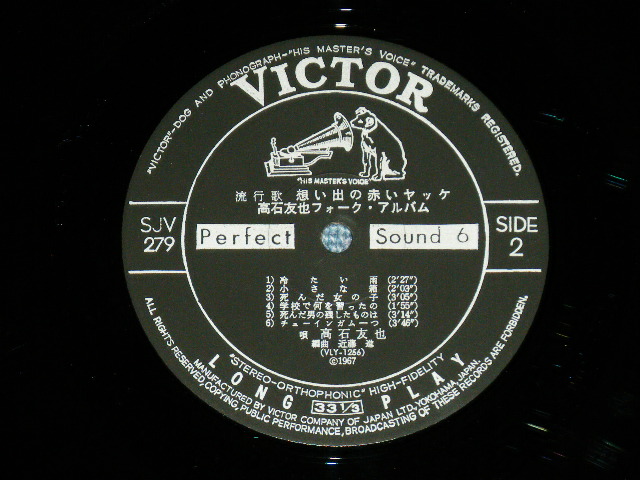 "VICTOR"-DOG AND PHONOGRAPH-"HIS MASTER'S VOICE" TRADEMARKS REGISTERED.
VICTOR
"HIS MASTER'S VOICE"
流行歌 想い出の赤いヤッケ
高石友也フォーク・アルバム
SJV
279
Perfect Sound 6
SIDE
2
1) 冷たい雨 (2'27")
2) 小さな箱 (2'03")
3) 死んだ女の子 (3'05")
4) 学校で何を習ったの (1'55")
5) 死んだ男の残したものは (3'14")
6) チューインガム一つ (3'46")
唄 高石友也
編曲 近藤 進
(VLY-1256)
©1967
"STEREO-ORTHOPHONIC" HIGH-FIDELITY
LONG 33 1/3 PLAY
MANUFACTURED BY VICTOR COMPANY OF JAPAN LTD., YOKOHAMA, JAPAN.
ALL RIGHTS RESERVED. COPYING, PUBLIC PERFORMANCE, BROADCASTING OF THESE RECORDS ARE FORBIDDEN.